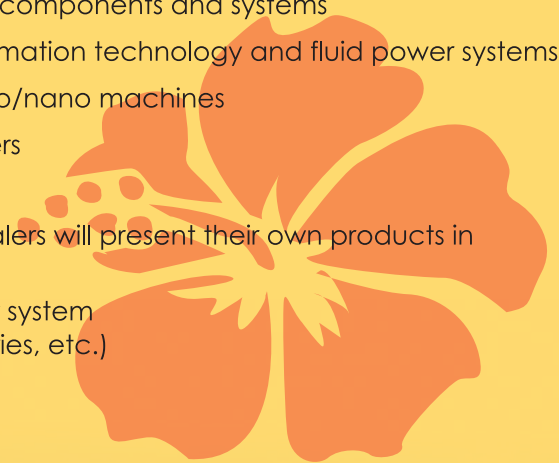 components and systems
mation technology and fluid power systems
o/nano machines
ers
alers will present their own products in
system
ies, etc.)